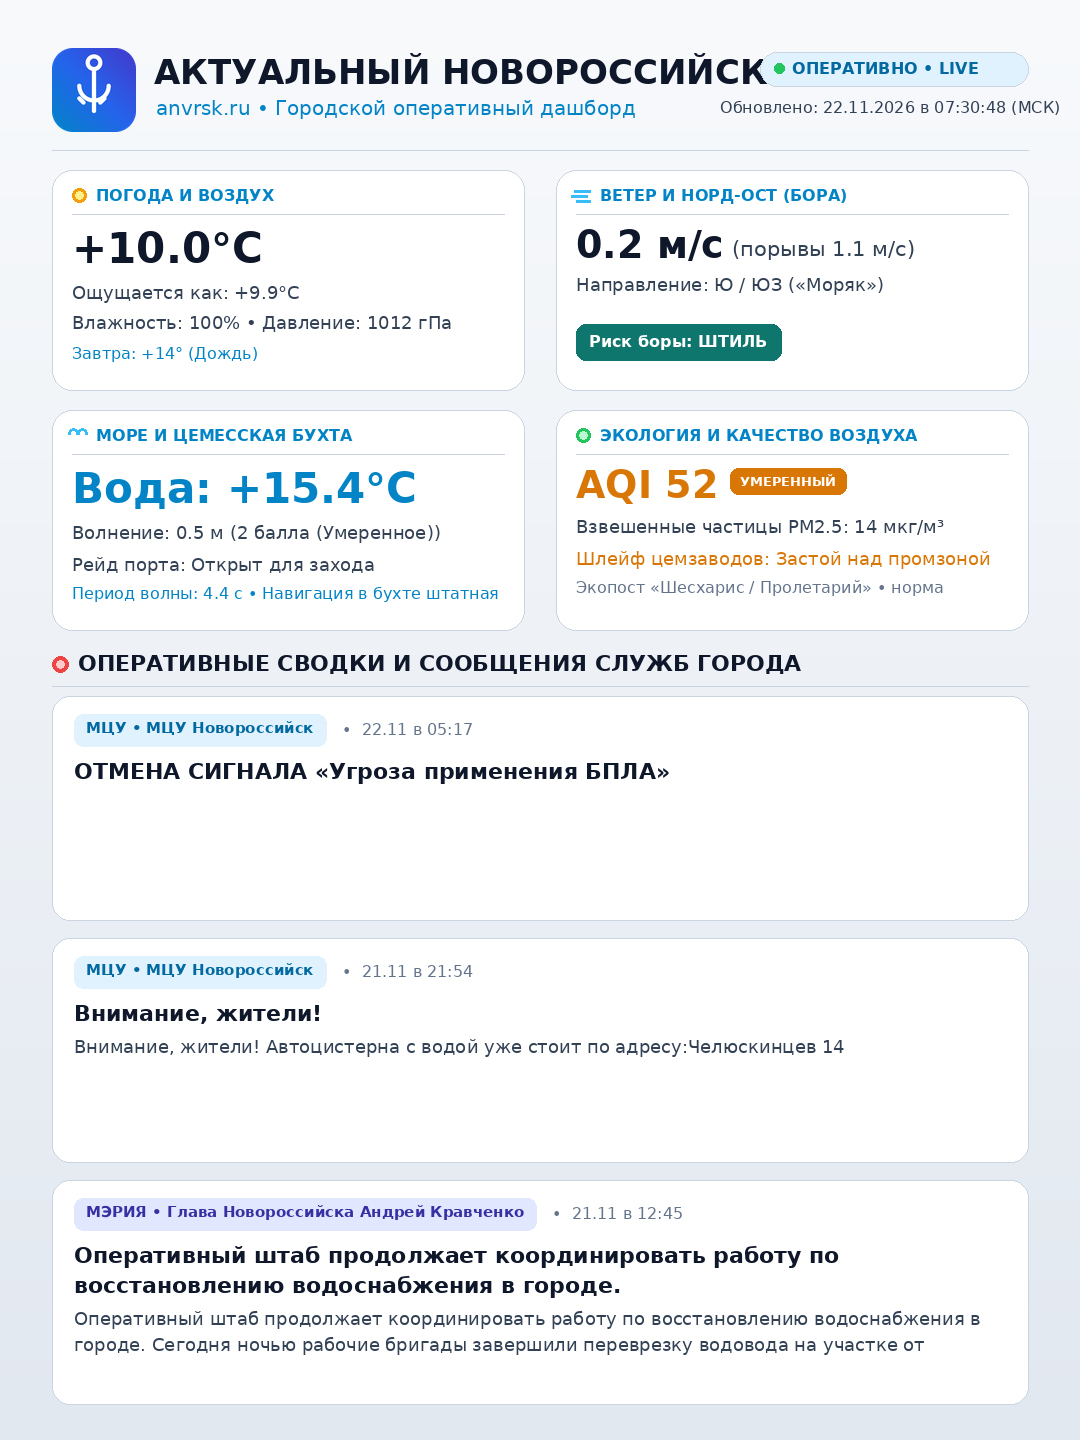 АКТУАЛЬНЫЙ НОВОРОССИЙСК
ОПЕРАТИВНО • LIVE
anvrsk.ru • Городской оперативный дашборд
Обновлено: 22.11.2026 в 07:30:48 (МСК)
ПОГОДА И ВОЗДУХ
+10.0°C
Ощущается как: +9.9°C
Влажность: 100% • Давление: 1012 гПа
Завтра: +14° (Дождь)
ВЕТЕР И НОРД-ОСТ (БОРА)
0.2 м/с (порывы 1.1 м/с)
Направление: Ю / ЮЗ («Моряк»)
Риск боры: ШТИЛЬ
МОРЕ И ЦЕМЕССКАЯ БУХТА
Вода: +15.4°C
Волнение: 0.5 м (2 балла (Умеренное))
Рейд порта: Открыт для захода
Период волны: 4.4 с • Навигация в бухте штатная
ЭКОЛОГИЯ И КАЧЕСТВО ВОЗДУХА
AQI 52 УМЕРЕННЫЙ
Взвешенные частицы PM2.5: 14 мкг/м³
Шлейф цемзаводов: Застой над промзоной
Экопост «Шесхарис / Пролетарий» • норма
ОПЕРАТИВНЫЕ СВОДКИ И СООБЩЕНИЯ СЛУЖБ ГОРОДА
МЦУ • МЦУ Новороссийск • 22.11 в 05:17
ОТМЕНА СИГНАЛА «Угроза применения БПЛА»
МЦУ • МЦУ Новороссийск • 21.11 в 21:54
Внимание, жители!
Внимание, жители! Автоцистерна с водой уже стоит по адресу:Челюскинцев 14
МЭРИЯ • Глава Новороссийска Андрей Кравченко • 21.11 в 12:45
Оперативный штаб продолжает координировать работу по
восстановлению водоснабжения в городе.
Оперативный штаб продолжает координировать работу по восстановлению водоснабжения в
городе. Сегодня ночью рабочие бригады завершили переврезку водовода на участке от